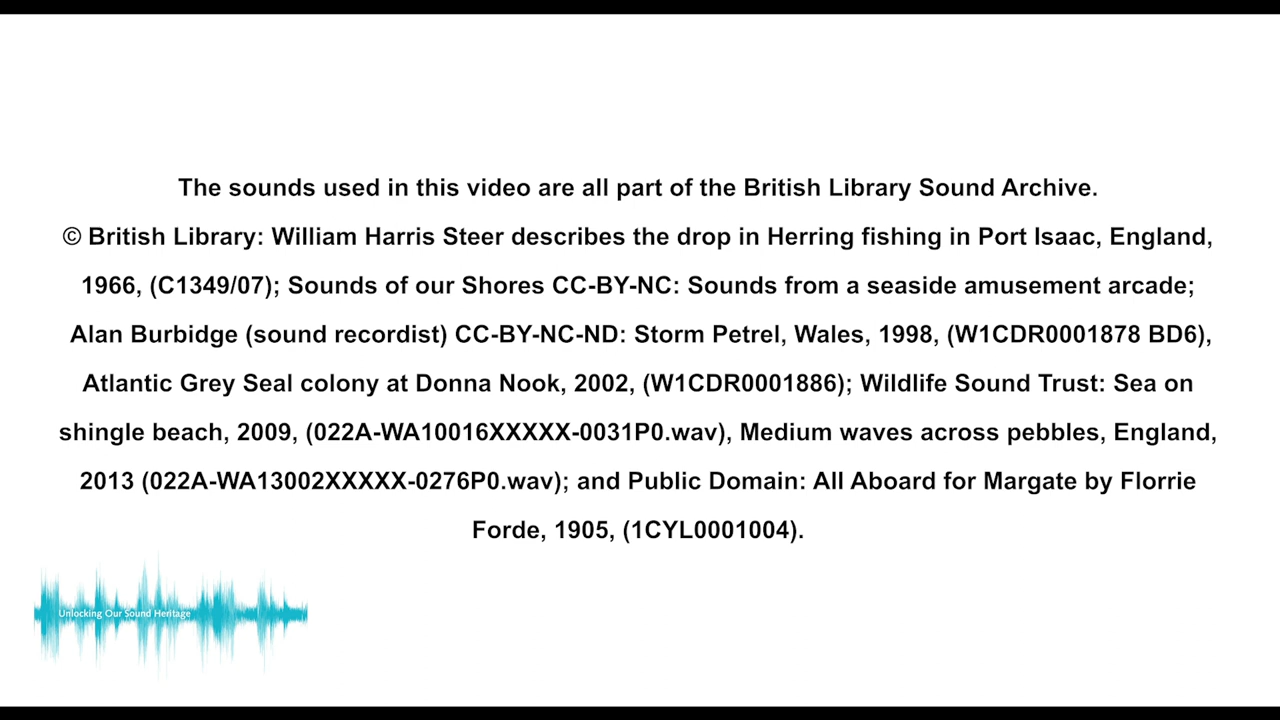 The sounds used in this video are all part of the British Library Sound Archive.
© British Library: William Harris Steer describes the drop in Herring fishing in Port Isaac, England,
1966, (C1349/07); Sounds of our Shores CC-BY-NC: Sounds from a seaside amusement arcade;
Alan Burbidge (sound recordist) CC-BY-NC-ND: Storm Petrel, Wales, 1998, (W1CDR0001878 BD6),
Atlantic Grey Seal colony at Donna Nook, 2002, (W1CDR0001886); Wildlife Sound Trust: Sea on
shingle beach, 2009, (022A-WA10016XXXXX-0031P0.wav), Medium waves across pebbles, England,
2013 (022A-WA13002XXXXX-0276P0.wav); and Public Domain: All Aboard for Margate by Florrie
Forde, 1905, (1CYL0001004).
Unlocking Our Sound Heritage